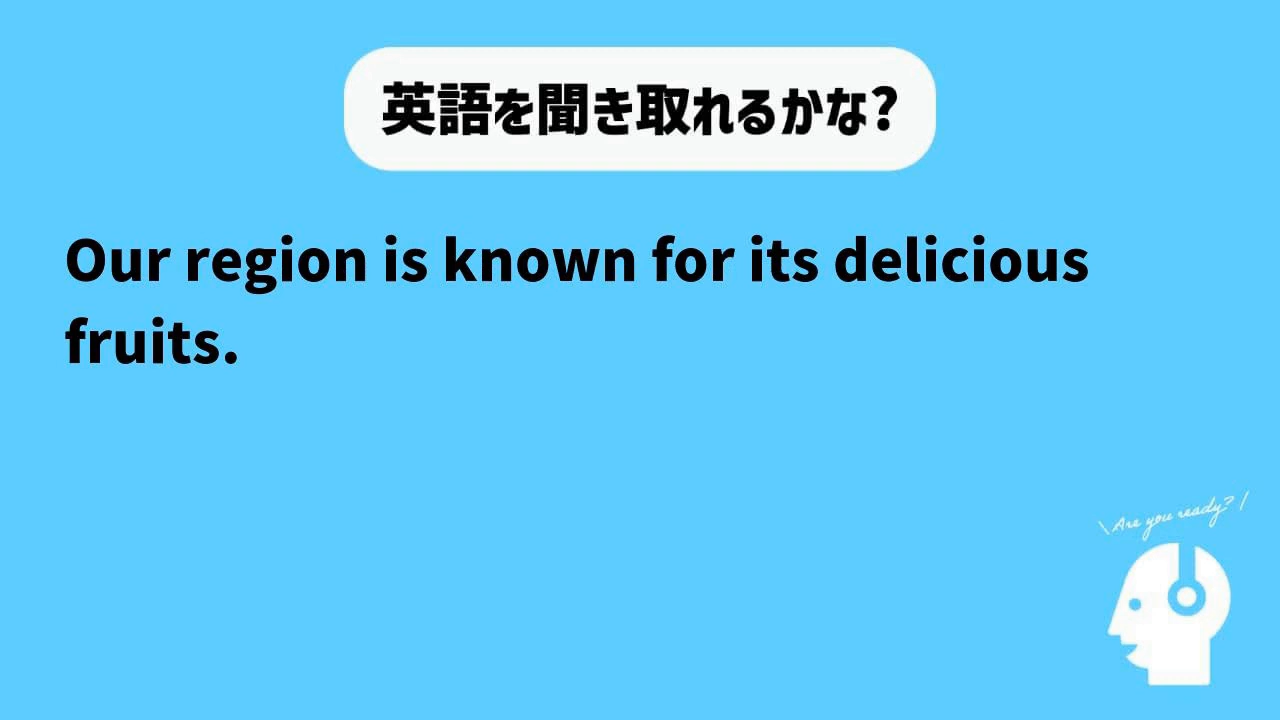 英語を聞き取れるかな?
Our region is known for its delicious
fruits.
\ Are you ready? /